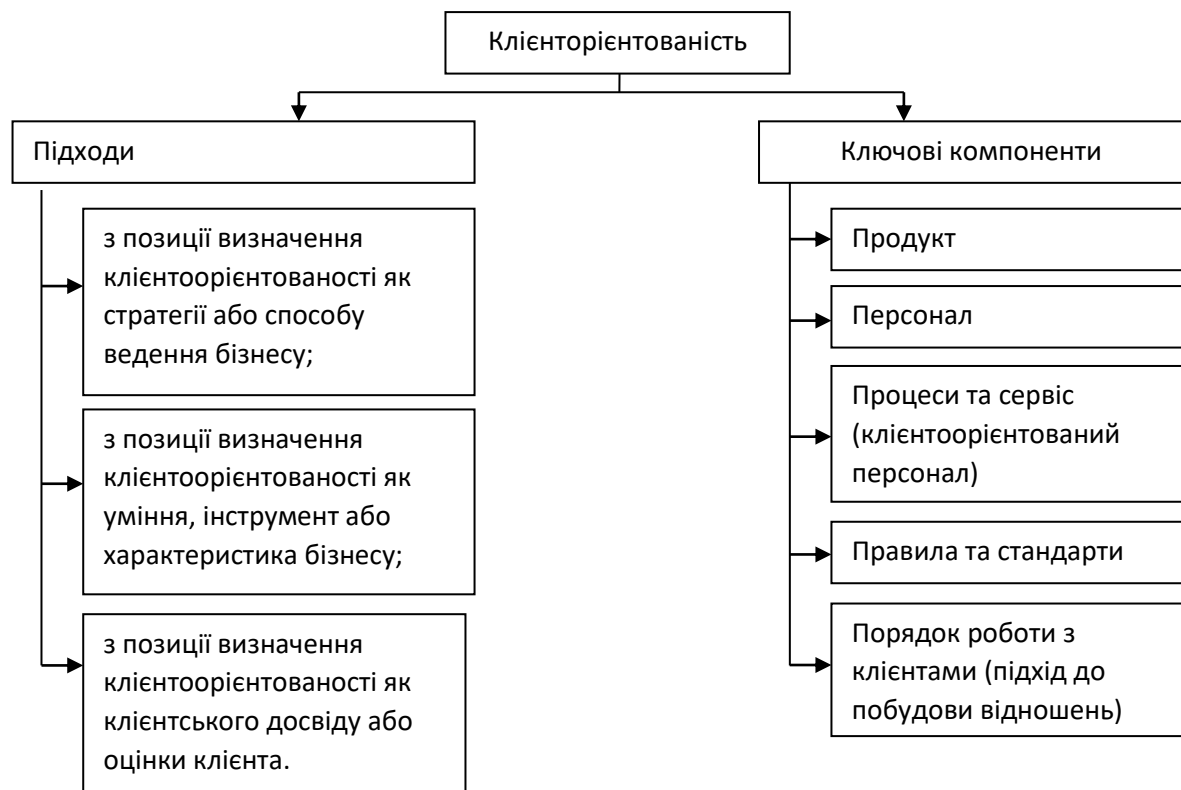 Клієнторієнтованість
Підходи
з позиції визначення
клієнтоорієнтованості як
стратегії або способу
ведення бізнесу;
з позиції визначення
клієнтоорієнтованості як
уміння, інструмент або
характеристика бізнесу;
з позиції визначення
клієнтоорієнтованості як
клієнтського досвіду або
оцінки клієнта.
Ключові компоненти
Продукт
Персонал
Процеси та сервіс
(клієнтоорієнтований
персонал)
Правила та стандарти
Порядок роботи з
клієнтами (підхід до
побудови відношень)